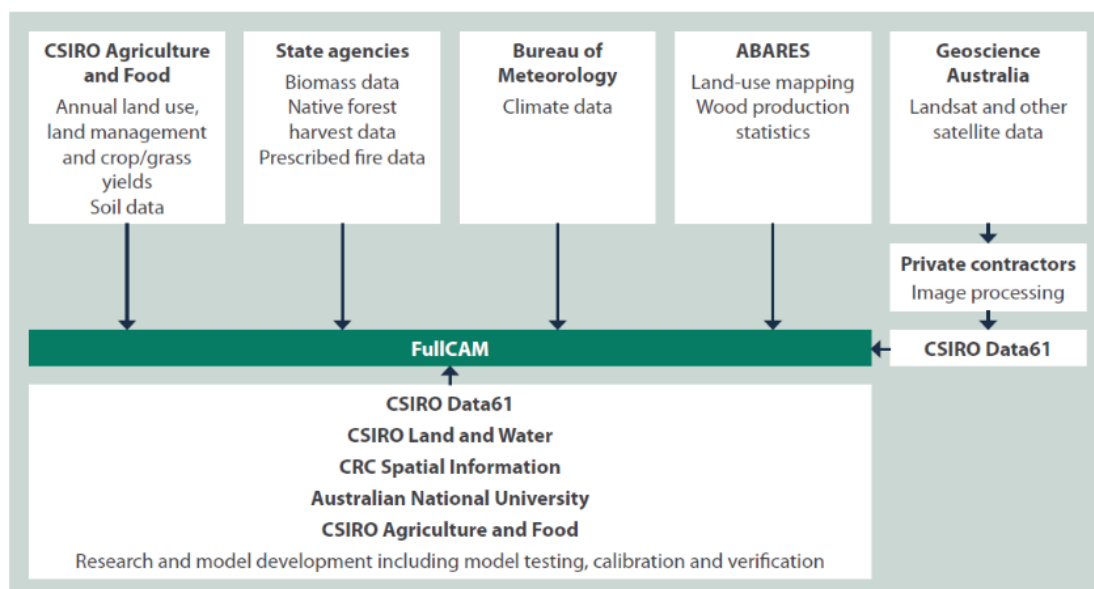 CSIRO Agriculture
and Food
Annual land use,
land management
and crop/grass
yields
Soil data
State agencies
Biomass data
Native forest
harvest data
Prescribed fire data
Bureau of
Meteorology
Climate data
ABARES
Land-use mapping
Wood production
statistics
Geoscience
Australia
Landsat and other
satellite data
Private contractors
Image processing
FullCAM
CSIRO Data61
CSIRO Data61
CSIRO Land and Water
CRC Spatial Information
Australian National University
CSIRO Agriculture and Food
Research and model development including model testing, calibration and verification